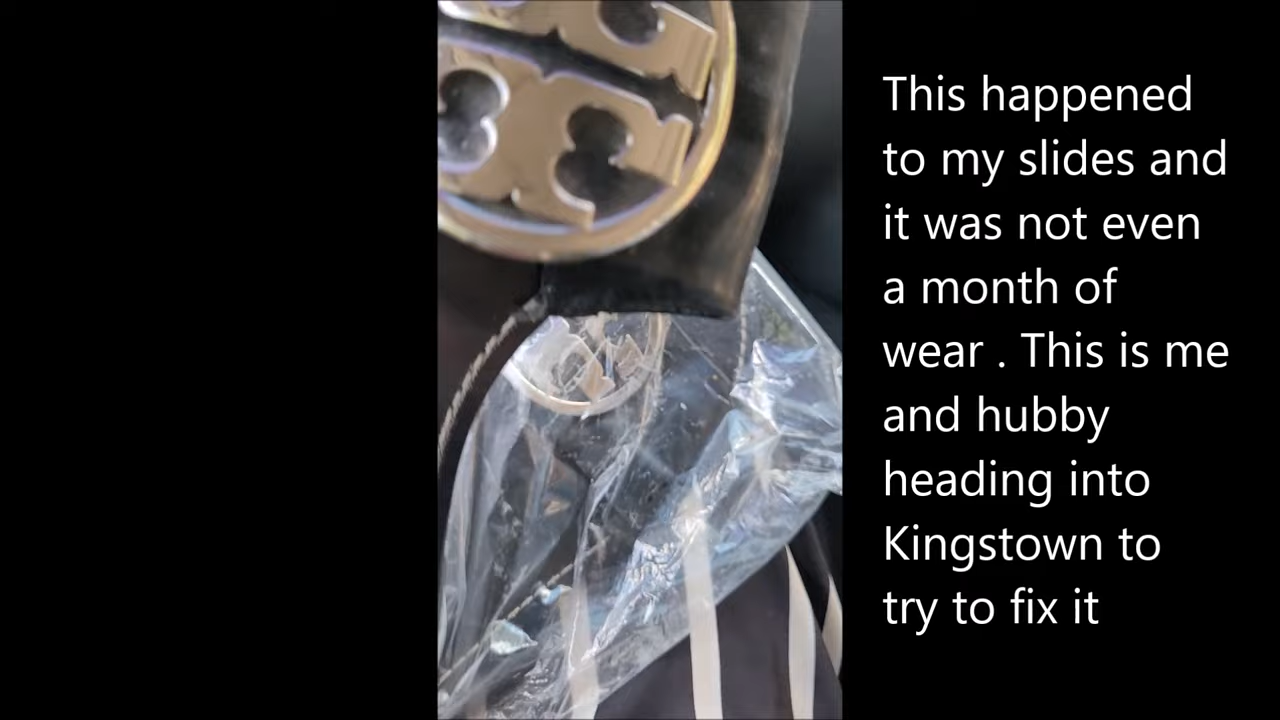 This happened
to my slides and
it was not even
a month of
wear . This is me
and hubby
heading into
Kingstown to
try to fix it